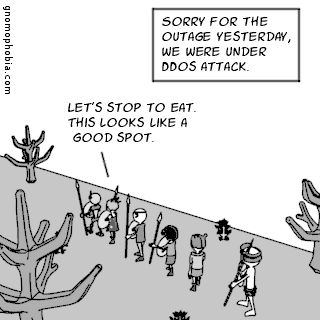 SORRY FOR THE
OUTAGE YESTERDAY,
WE WERE UNDER
DDOS ATTACK.
LET'S STOP TO EAT.
THIS LOOKS LIKE A
GOOD SPOT.
gnomophobia.com